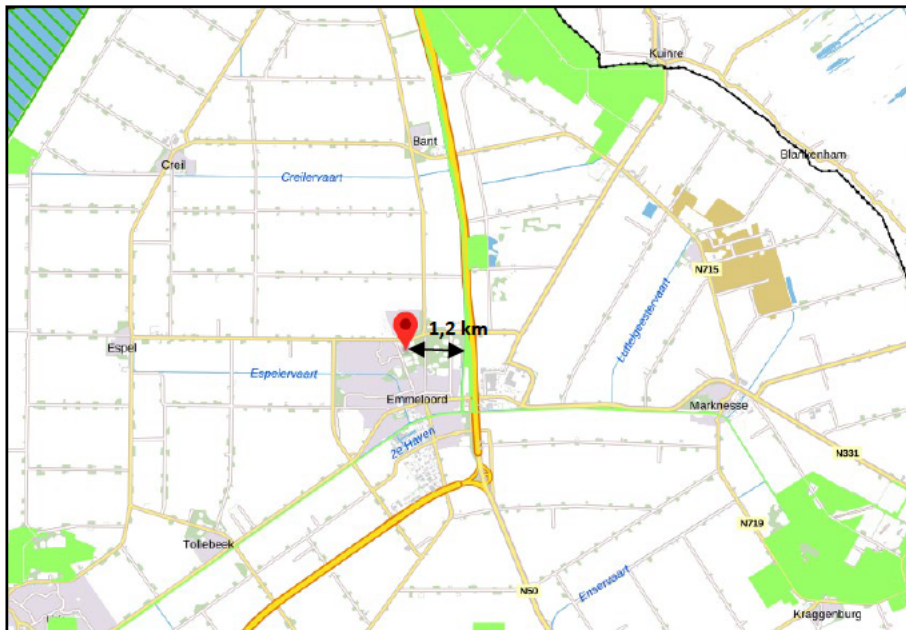 Kuinre
Bant
Blankenham
Creil
Creilervaart
N715
Luttelgeestervaart
1,2 km
Espel
Espelervaart
Emmeloord
Marknesse
2e Haven
N331
N719
Tollebeek
N50
Enservaart
Kraggenburg